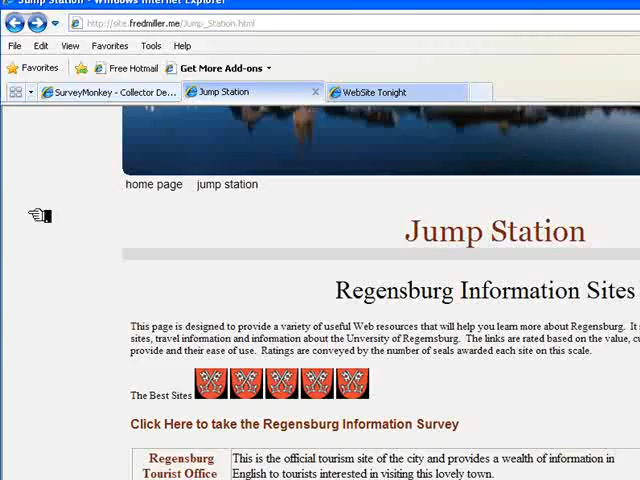 Jump Station - Windows Internet Explorer
http://site.fredmiller.me/Jump_Station.html
File Edit View Favorites Tools Help
Favorites Free Hotmail Get More Add-ons
SurveyMonkey - Collector De... Jump Station WebSite Tonight
home page jump station
Jump Station
Regensburg Information Sites
This page is designed to provide a variety of useful Web resources that will help you learn more about Regensburg. It
sites, travel information and information about the Unversity of Regernsburg. The links are rated based on the value,
provide and their ease of use. Ratings are conveyed by the number of seals awarded each site on this scale.
The Best Sites
Click Here to take the Regensburg Information Survey
Regensburg This is the official tourism site of the city and provides a wealth of information in
Tourist Office English to tourists interested in visiting this lovely town.